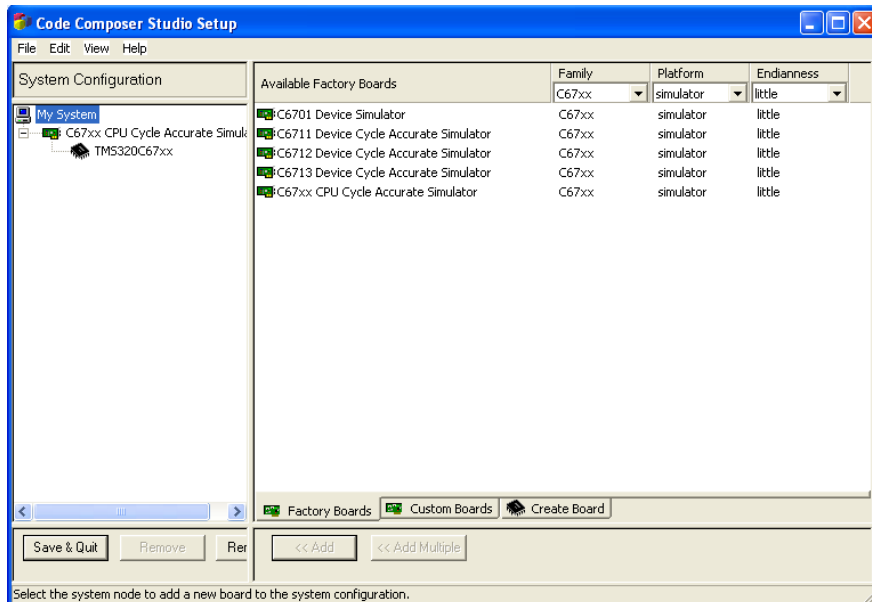 Code Composer Studio Setup
File Edit View Help
System Configuration
Available Factory Boards Family Platform Endianness
C67xx simulator little
My System
C67xx CPU Cycle Accurate Simula
TMS320C67xx
C6701 Device Simulator C67xx simulator little
C6711 Device Cycle Accurate Simulator C67xx simulator little
C6712 Device Cycle Accurate Simulator C67xx simulator little
C6713 Device Cycle Accurate Simulator C67xx simulator little
C67xx CPU Cycle Accurate Simulator C67xx simulator little
Factory Boards Custom Boards Create Board
Save & Quit Remove Rer << Add << Add Multiple
Select the system node to add a new board to the system configuration.